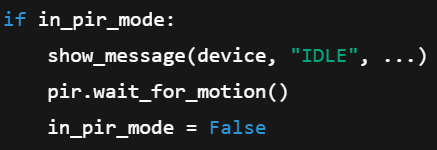 if in_pir_mode:
    show_message(device, "IDLE", ...)
    pir.wait_for_motion()
    in_pir_mode = False